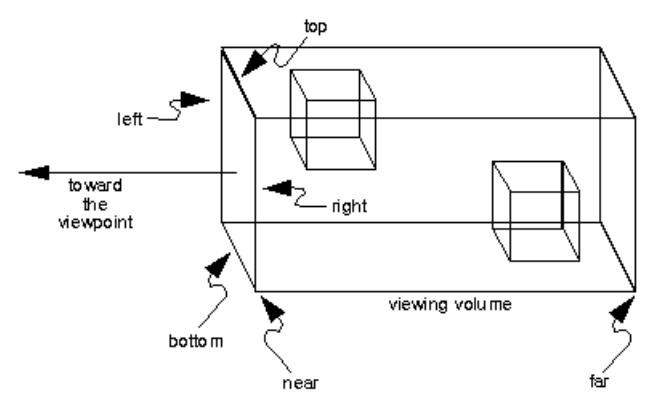 top
left
toward
the
viewpoint
right
viewing volume
bottom
near
far